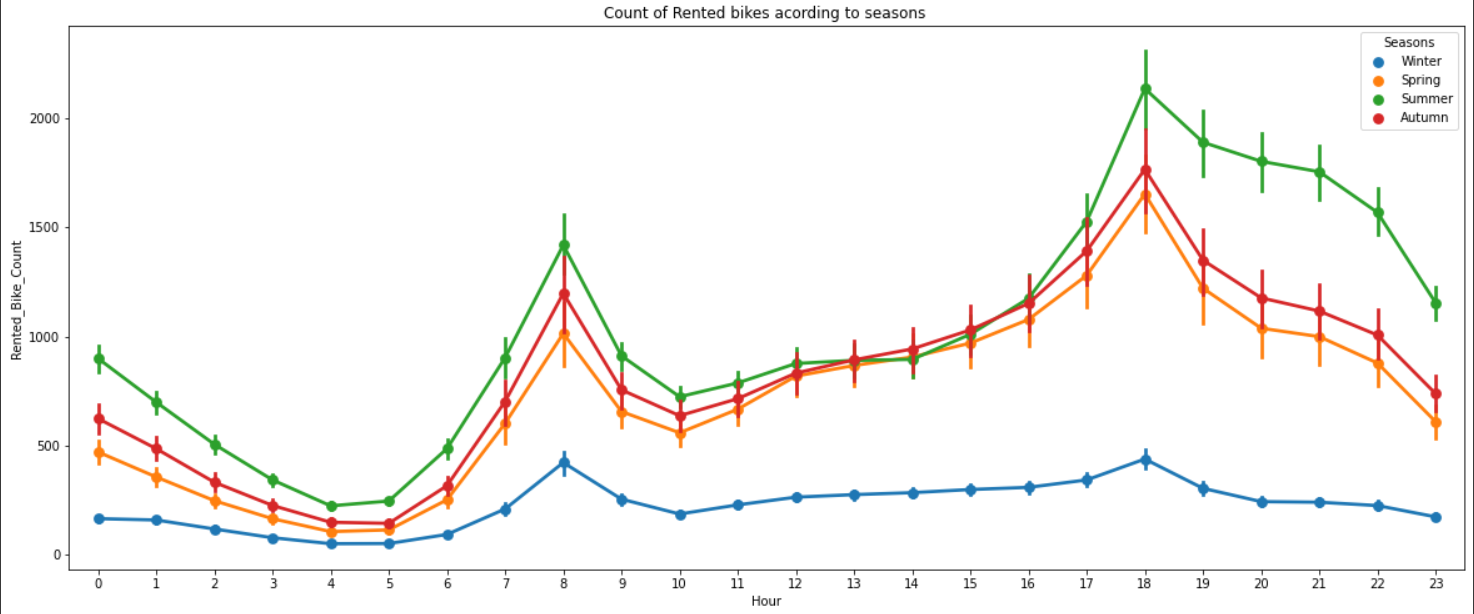 Count of Rented bikes acording to seasons
Seasons
Winter
Spring
Summer
Autumn
2000
1500
1000
500
0
Rented_Bike_Count
0 1 2 3 4 5 6 7 8 9 10 11 12 13 14 15 16 17 18 19 20 21 22 23
Hour